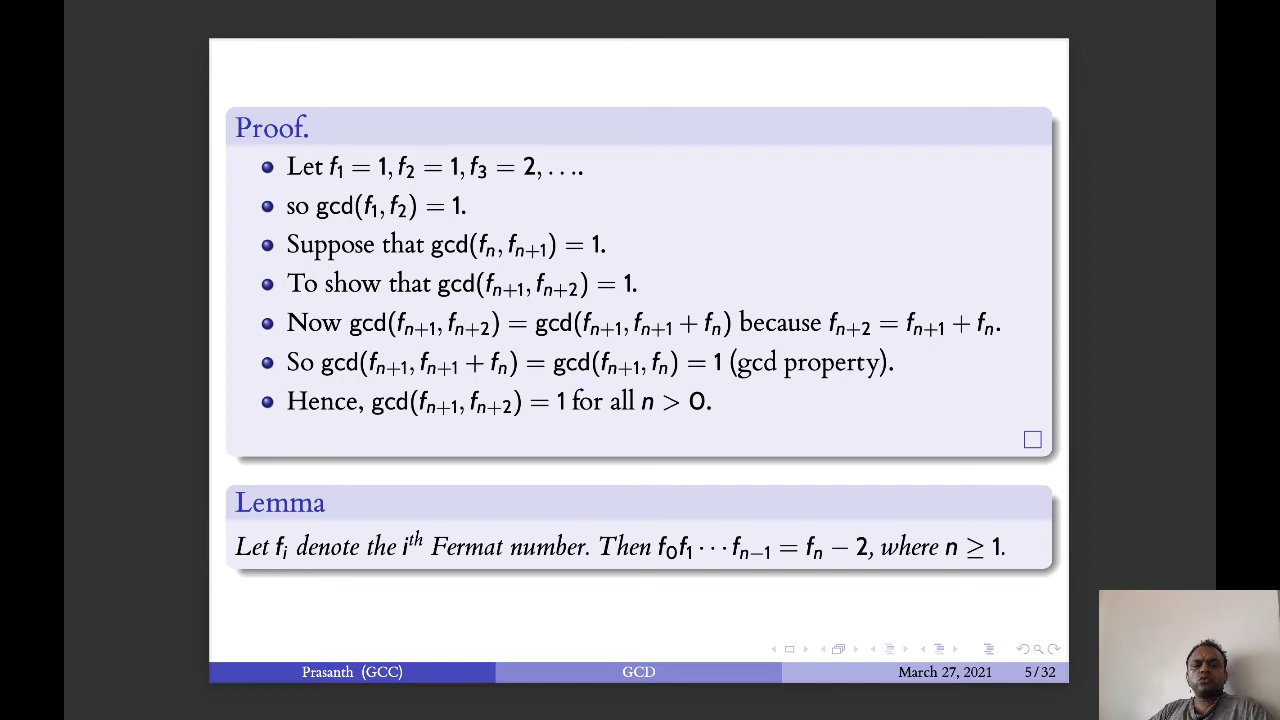 Proof.
Let f₁ = 1, f₂ = 1, f₃ = 2, . . . .
so gcd(f₁, f₂) = 1.
Suppose that gcd(fₙ, fₙ₊₁) = 1.
To show that gcd(fₙ₊₁, fₙ₊₂) = 1.
Now gcd(fₙ₊₁, fₙ₊₂) = gcd(fₙ₊₁, fₙ₊₁ + fₙ) because fₙ₊₂ = fₙ₊₁ + fₙ.
So gcd(fₙ₊₁, fₙ₊₁ + fₙ) = gcd(fₙ₊₁, fₙ) = 1 (gcd property).
Hence, gcd(fₙ₊₁, fₙ₊₂) = 1 for all n > 0.
Lemma
Let fᵢ denote the iᵗʰ Fermat number. Then f₀f₁ · · · fₙ₋₁ = fₙ − 2, where n ≥ 1.
Prasanth (GCC) GCD March 27, 2021 5 / 32